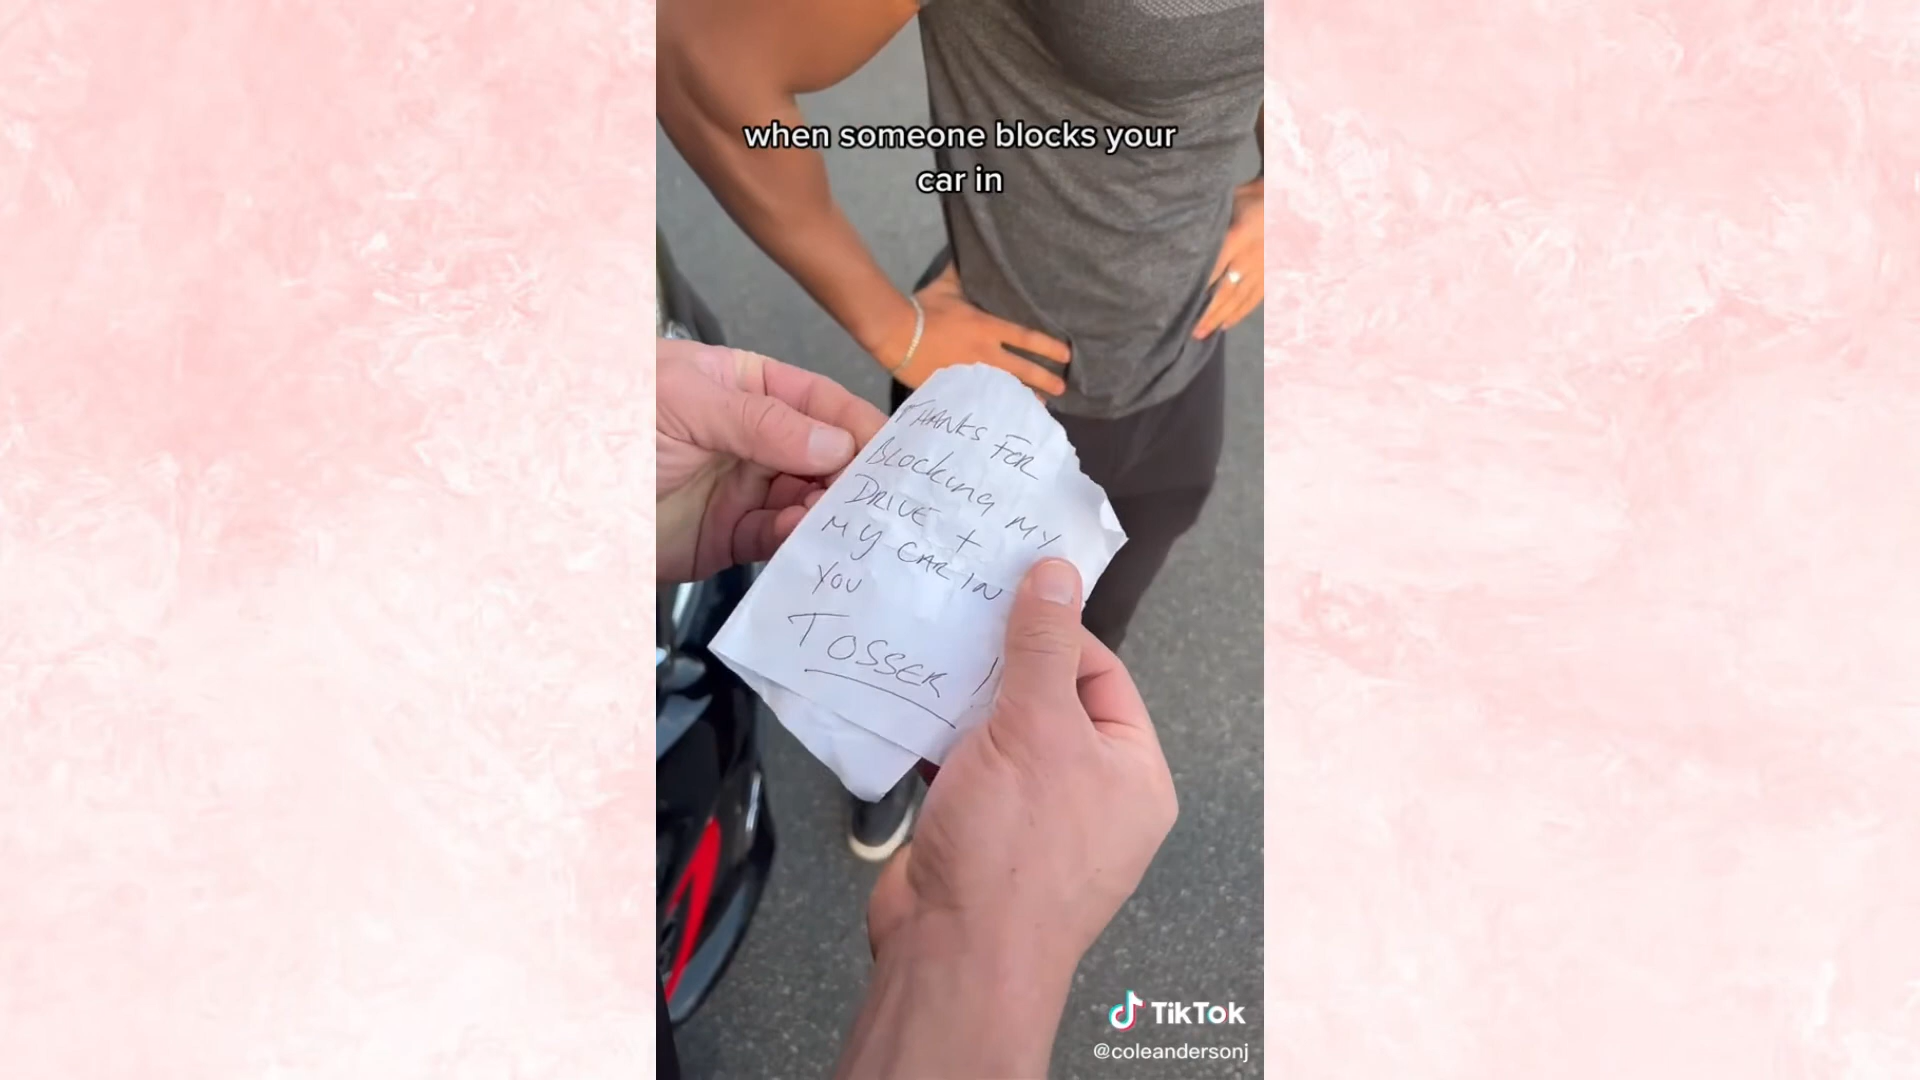 when someone blocks your
car in
THANKS FOR
BLOCKING MY
DRIVE +
MY CAR IN
YOU
TOSSER!
TikTok
@coleandersonj